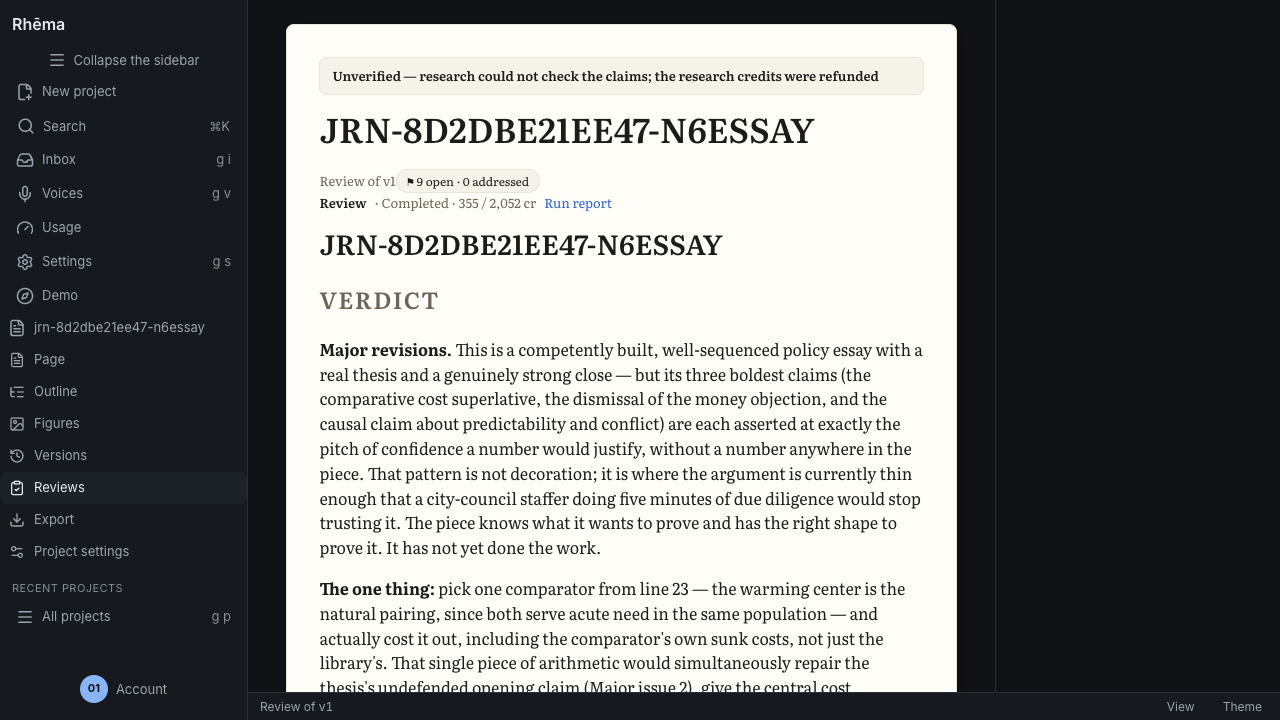 Rhēma
Collapse the sidebar
New project
Search ⌘K
Inbox g i
Voices g v
Usage
Settings g s
Demo
jrn-8d2dbe21ee47-n6essay
Page
Outline
Figures
Versions
Reviews
Export
Project settings
RECENT PROJECTS
All projects g p
01 Account
Unverified — research could not check the claims; the research credits were refunded
JRN-8D2DBE21EE47-N6ESSAY
Review of v1 ⚑ 9 open · 0 addressed
Review · Completed · 355 / 2,052 cr Run report
JRN-8D2DBE21EE47-N6ESSAY
VERDICT
Major revisions. This is a competently built, well-sequenced policy essay with a
real thesis and a genuinely strong close — but its three boldest claims (the
comparative cost superlative, the dismissal of the money objection, and the
causal claim about predictability and conflict) are each asserted at exactly the
pitch of confidence a number would justify, without a number anywhere in the
piece. That pattern is not decoration; it is where the argument is currently thin
enough that a city-council staffer doing five minutes of due diligence would stop
trusting it. The piece knows what it wants to prove and has the right shape to
prove it. It has not yet done the work.
The one thing: pick one comparator from line 23 — the warming center is the
natural pairing, since both serve acute need in the same population — and
actually cost it out, including the comparator's own sunk costs, not just the
library's. That single piece of arithmetic would simultaneously repair the
thesis's undefended opening claim (Major issue 2), give the central cost
Review of v1
View Theme